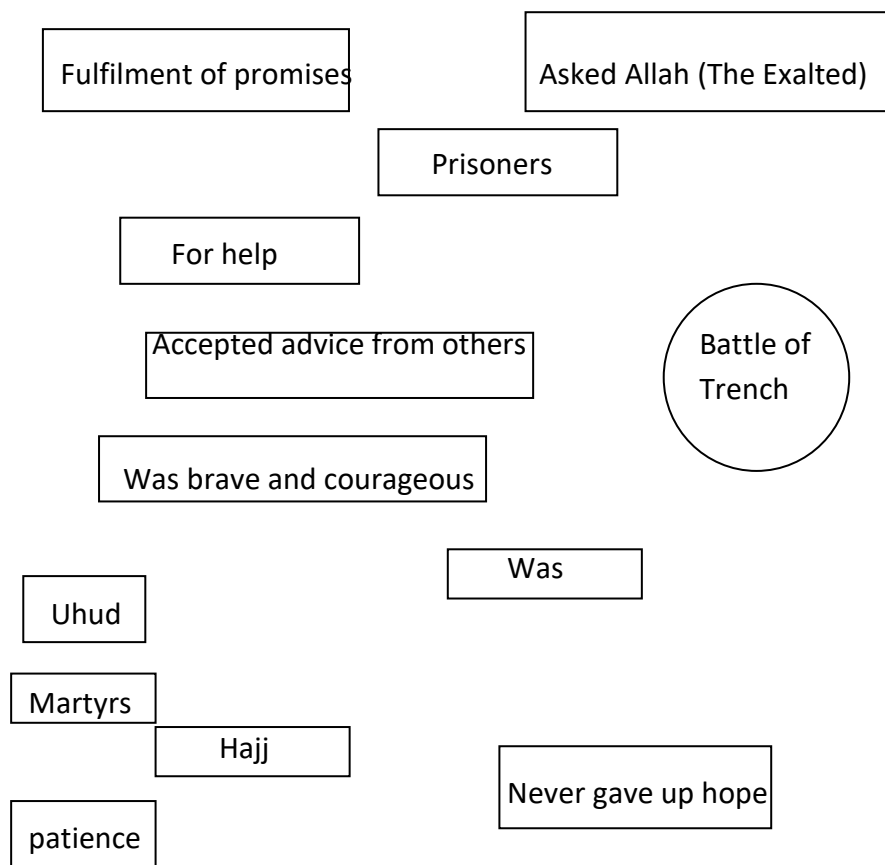 Fulfilment of promises
Asked Allah (The Exalted)
Prisoners
For help
Accepted advice from others
Battle of
Trench
Was brave and courageous
Was
Uhud
Martyrs
Hajj
Never gave up hope
patience